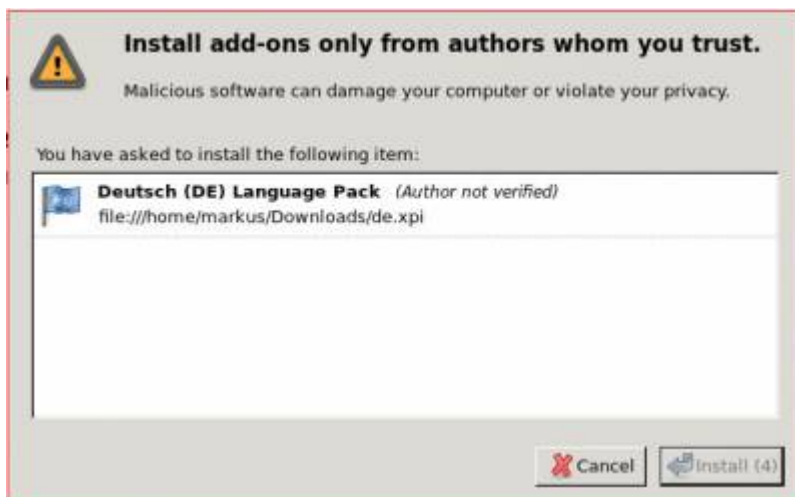 Install add-ons only from authors whom you trust.
Malicious software can damage your computer or violate your privacy.
You have asked to install the following item:
Deutsch (DE) Language Pack (Author not verified)
file:///home/markus/Downloads/de.xpi
Cancel Install (4)